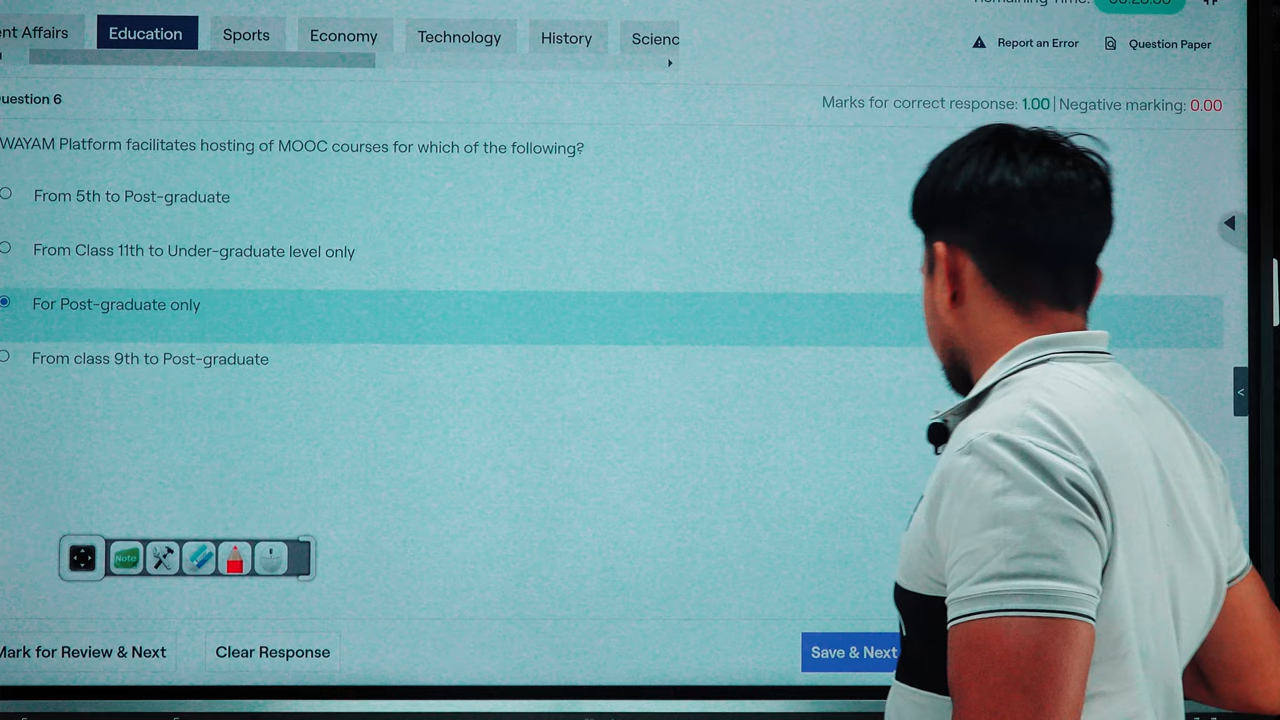 nt Affairs Education Sports Economy Technology History Scienc
Report an Error Question Paper
uestion 6
Marks for correct response: 1.00 | Negative marking: 0.00
WAYAM Platform facilitates hosting of MOOC courses for which of the following?
From 5th to Post-graduate
From Class 11th to Under-graduate level only
For Post-graduate only
From class 9th to Post-graduate
<
Note
Mark for Review & Next Clear Response Save & Next